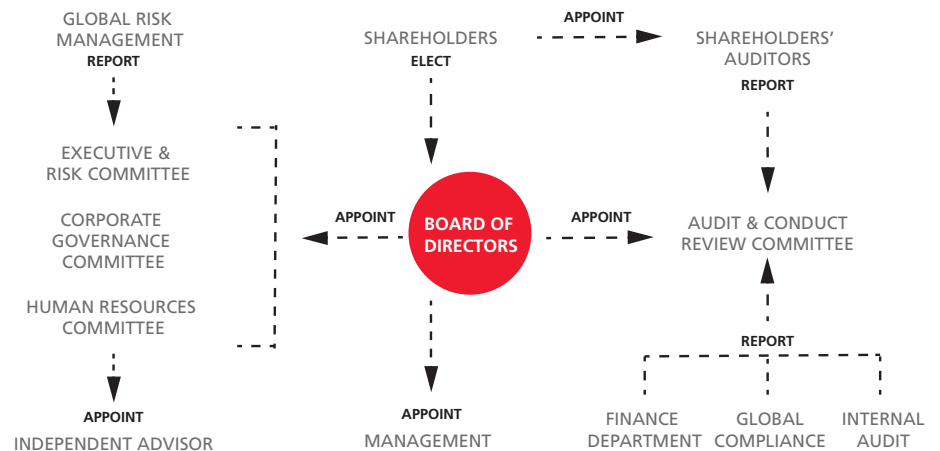 GLOBAL RISK
MANAGEMENT
REPORT
EXECUTIVE &
RISK COMMITTEE
CORPORATE
GOVERNANCE
COMMITTEE
HUMAN RESOURCES
COMMITTEE
APPOINT
INDEPENDENT ADVISOR
APPOINT
SHAREHOLDERS
ELECT
BOARD OF
DIRECTORS
APPOINT
MANAGEMENT
APPOINT
SHAREHOLDERS’
AUDITORS
REPORT
APPOINT
AUDIT & CONDUCT
REVIEW COMMITTEE
REPORT
FINANCE
DEPARTMENT
GLOBAL
COMPLIANCE
INTERNAL
AUDIT